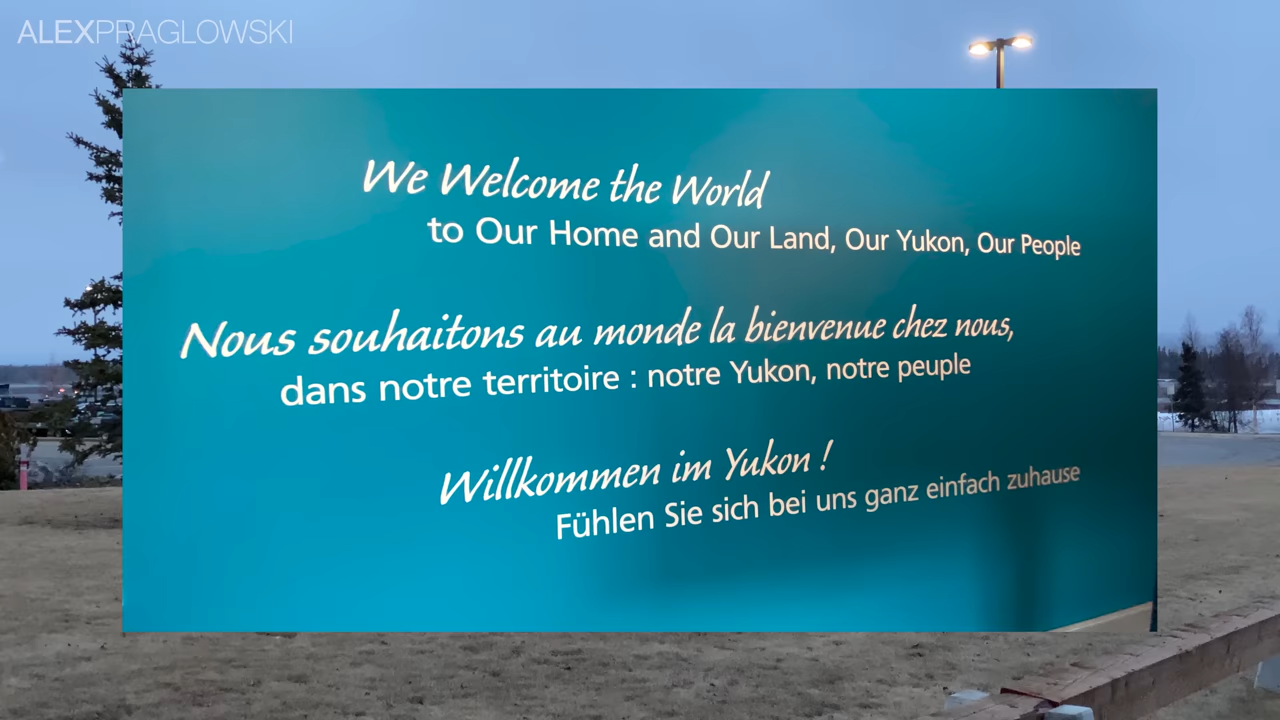 ALEXPRAGLOWSKI
We Welcome the World
to Our Home and Our Land, Our Yukon, Our People
Nous souhaitons au monde la bienvenue chez nous,
dans notre territoire : notre Yukon, notre peuple
Willkommen im Yukon !
Fühlen Sie sich bei uns ganz einfach zuhause